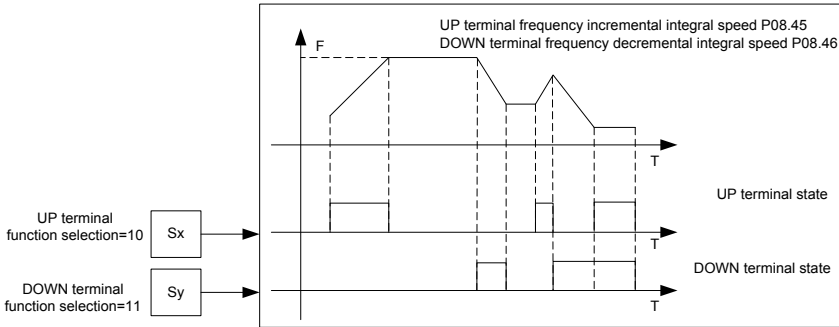 UP terminal frequency incremental integral speed P08.45
DOWN terminal frequency decremental integral speed P08.46
F
T
UP terminal state
UP terminal
function selection=10
Sx
T
DOWN terminal state
DOWN terminal
function selection=11
Sy
T